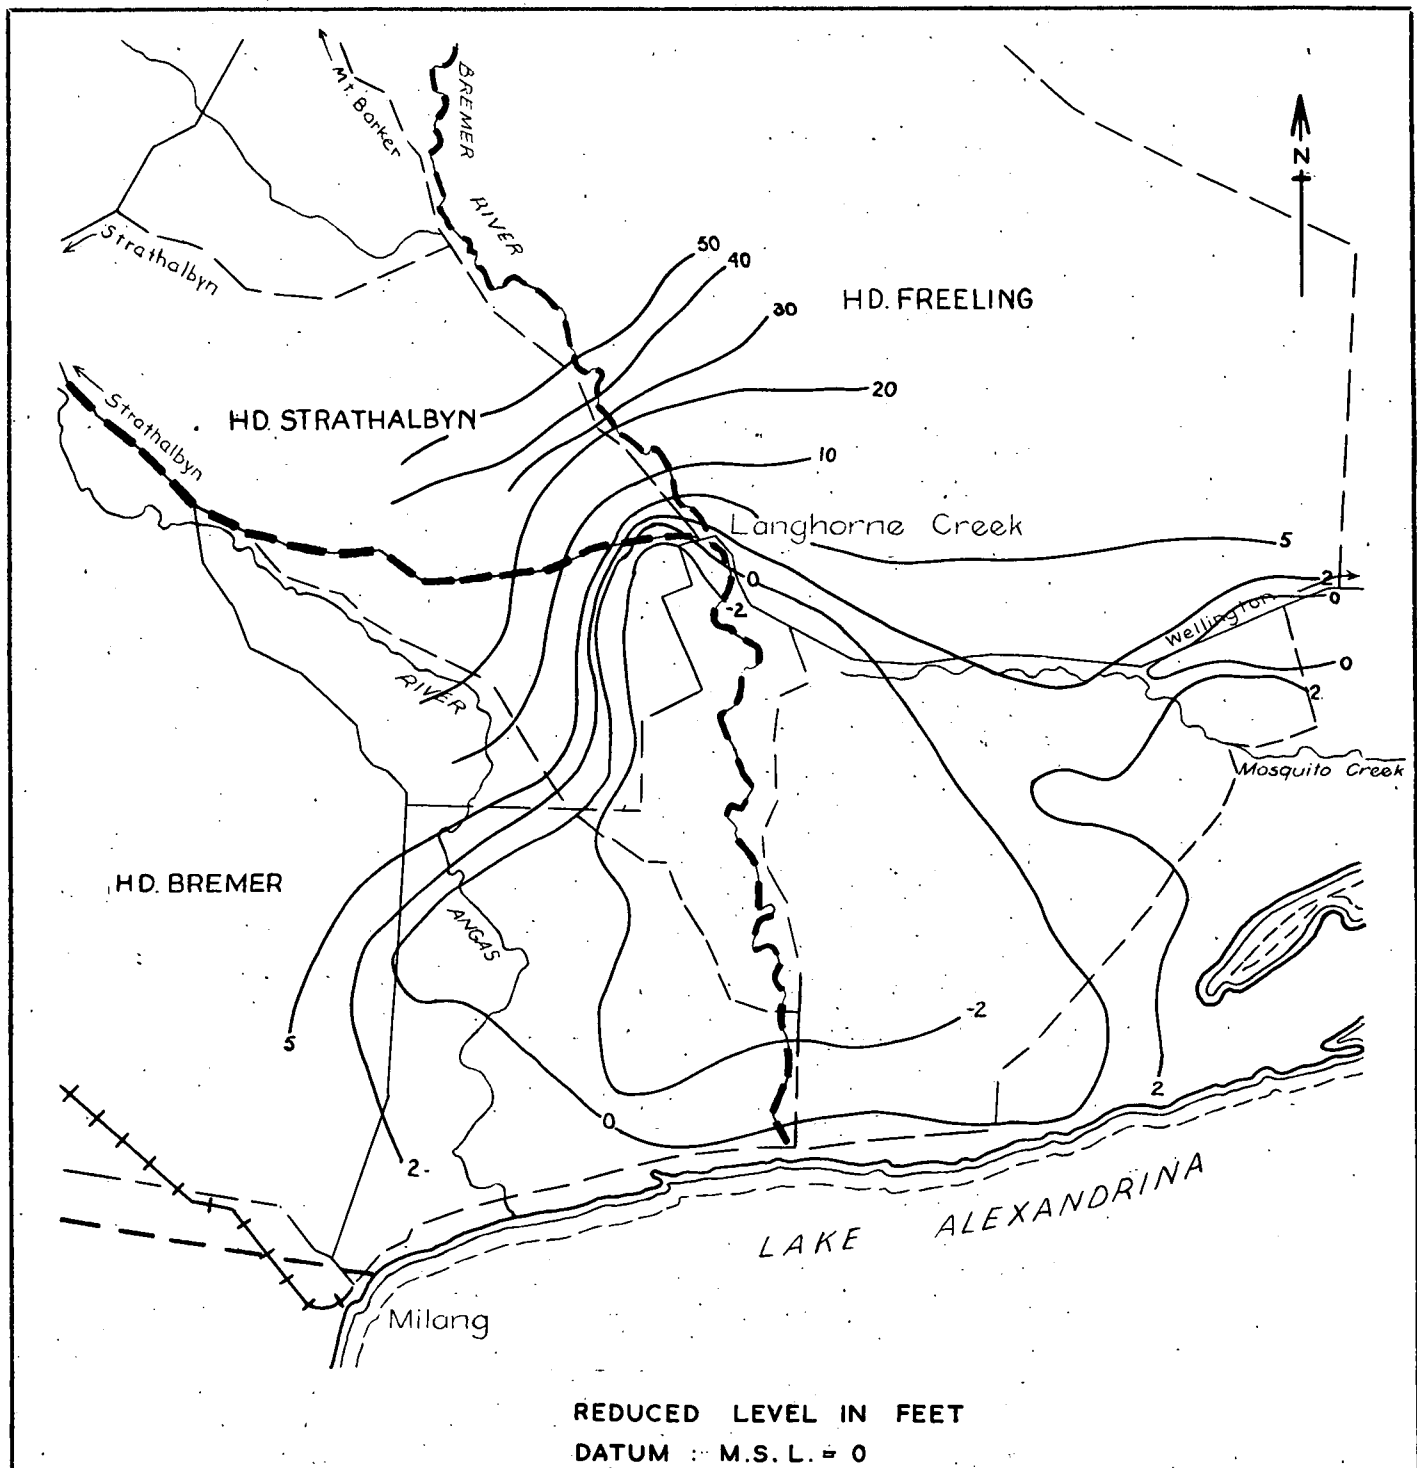 Mt. Barker
BREMER
RIVER
N
Strathalbyn
50
40
30
HD. FREELING
20
Strathalbyn
HD. STRATHALBYN
10
Langhorne Creek
5
0
-2
2
0
Wellington
0
2
RIVER
Mosquito Creek
HD. BREMER
ANGAS
-2
5
2
0
2
LAKE ALEXANDRINA
Milang
REDUCED LEVEL IN FEET
DATUM : M.S.L. = 0